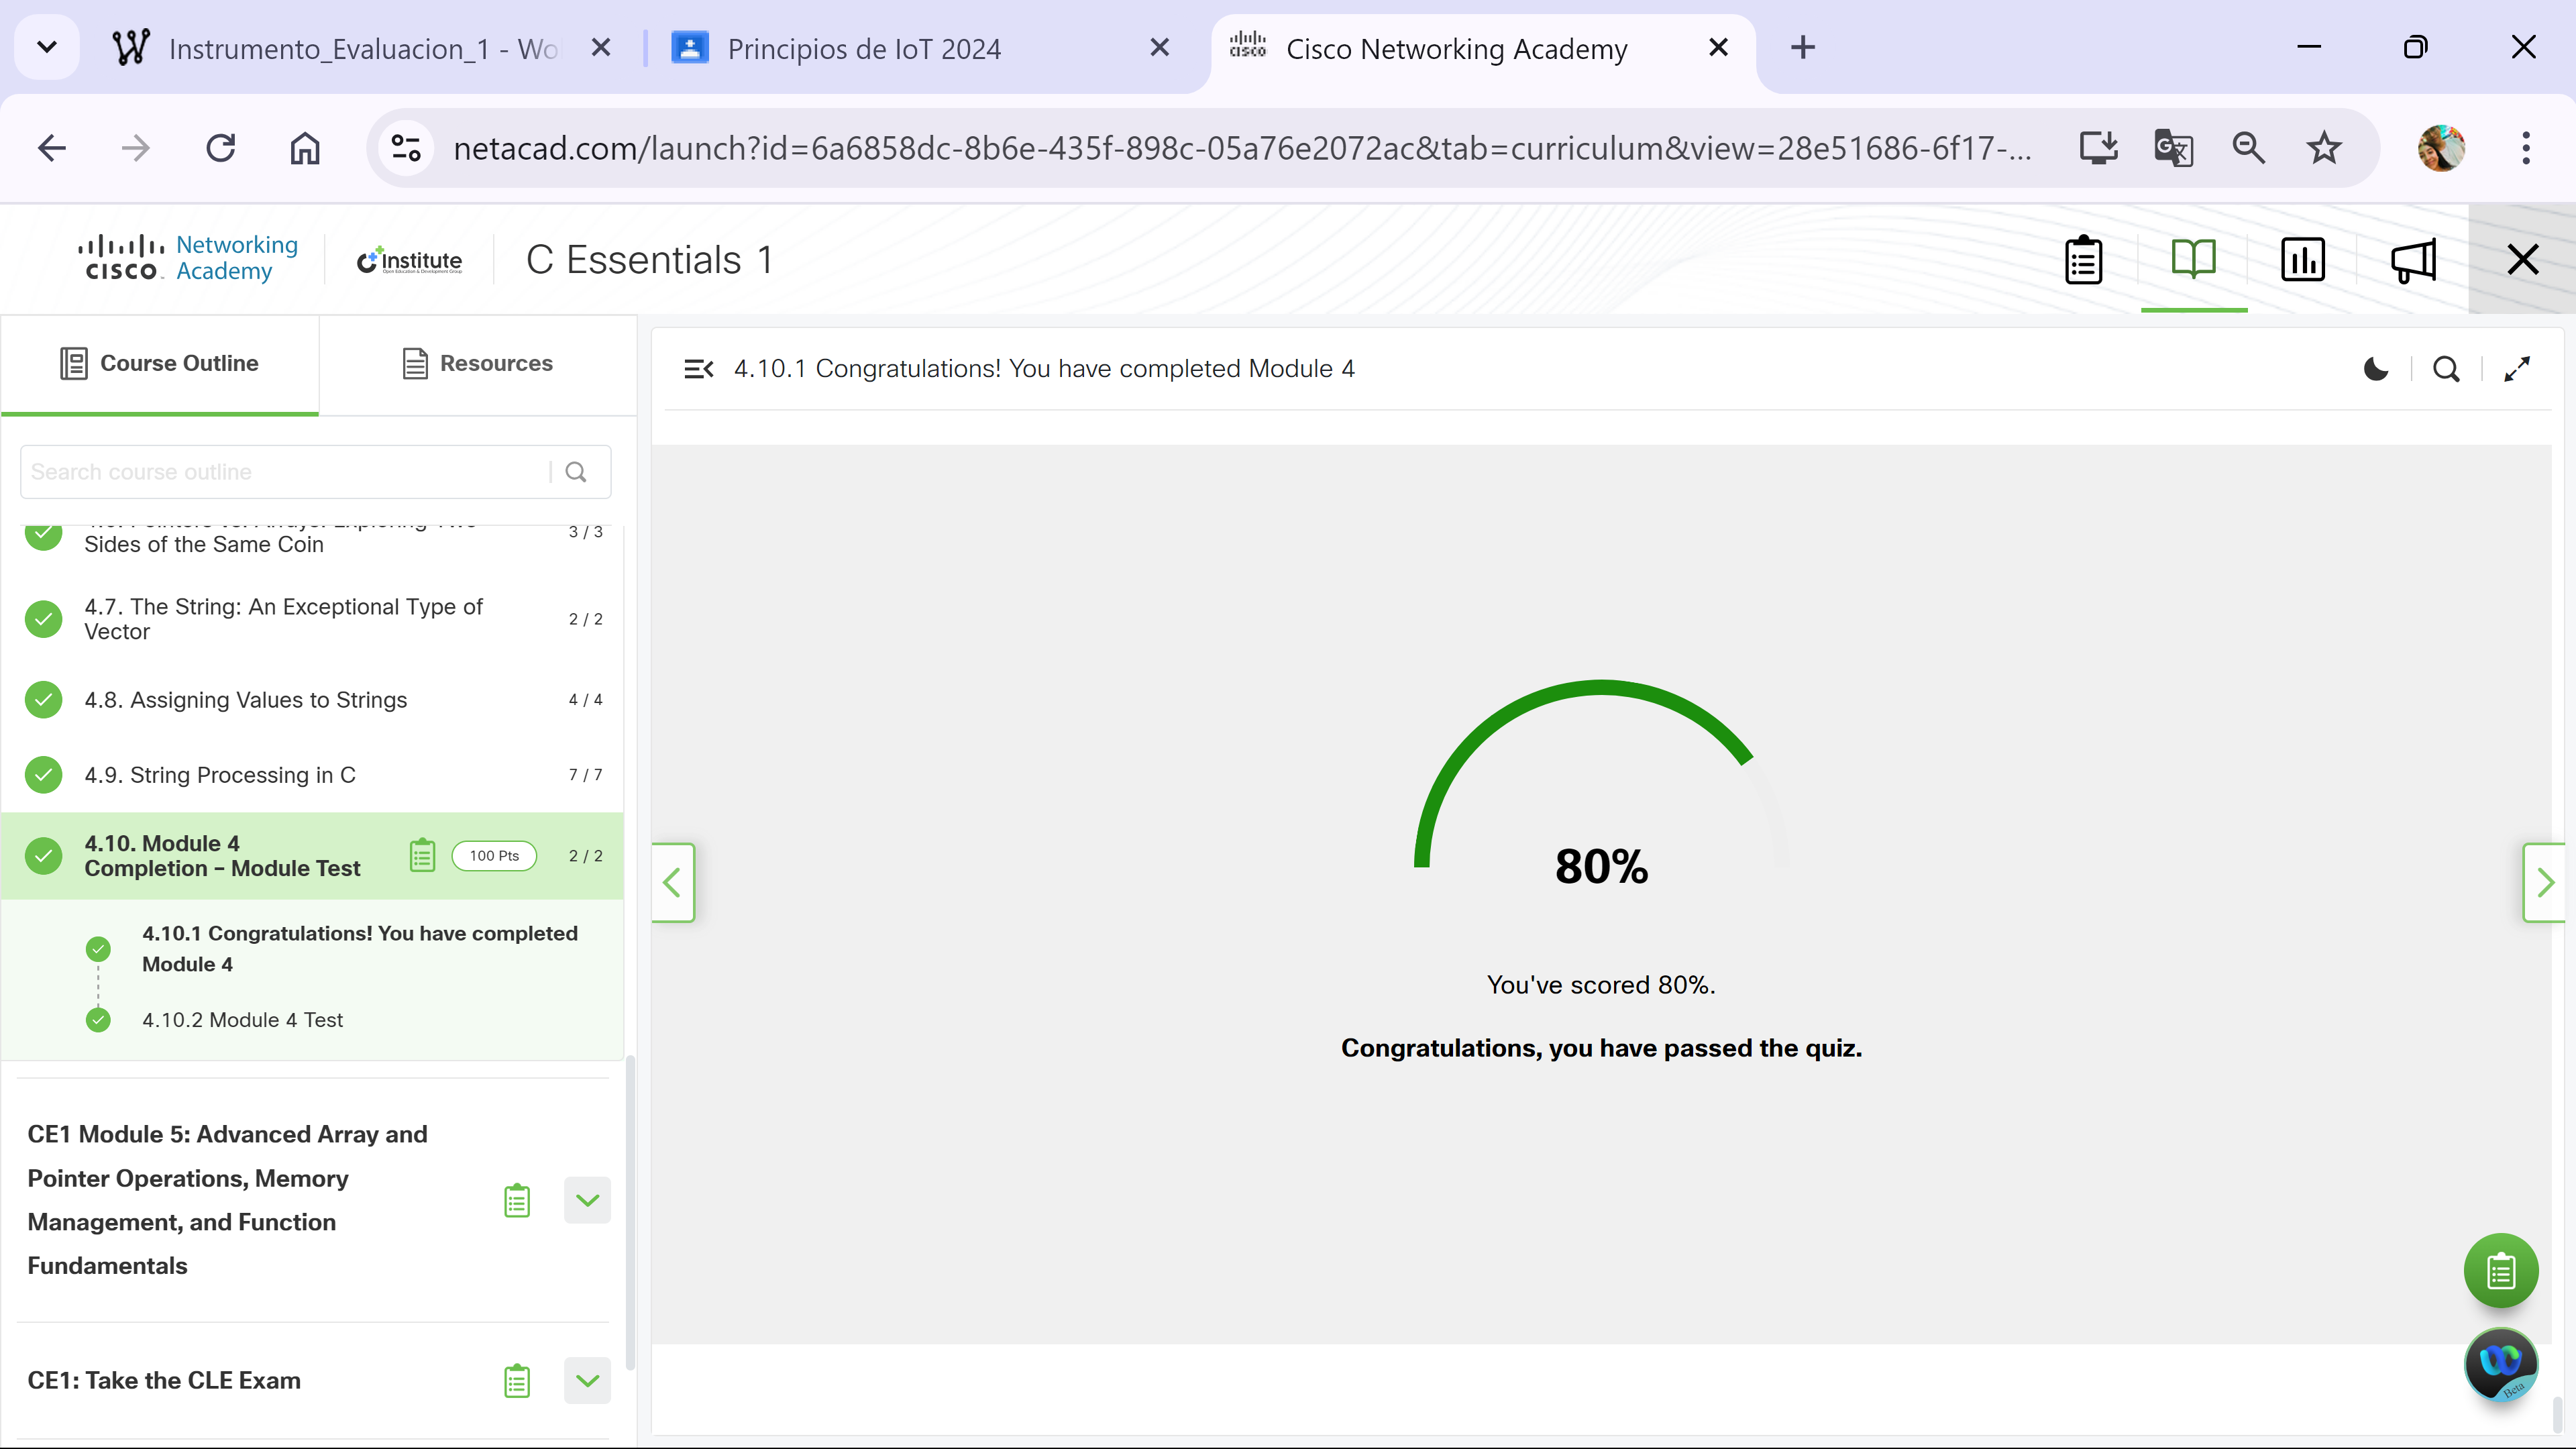 Instrumento_Evaluacion_1 - Wo
Principios de IoT 2024
Cisco Networking Academy
netacad.com/launch?id=6a6858dc-8b6e-435f-898c-05a76e2072ac&tab=curriculum&view=28e51686-6f17-...
CISCO Networking Academy
C++ Institute
Open Education & Development Group
C Essentials 1
Course Outline
Resources
4.10.1 Congratulations! You have completed Module 4
Search course outline
Sides of the Same Coin
3 / 3
4.7. The String: An Exceptional Type of
Vector
2 / 2
4.8. Assigning Values to Strings
4 / 4
4.9. String Processing in C
7 / 7
4.10. Module 4
Completion – Module Test
100 Pts
2 / 2
4.10.1 Congratulations! You have completed
Module 4
4.10.2 Module 4 Test
CE1 Module 5: Advanced Array and
Pointer Operations, Memory
Management, and Function
Fundamentals
CE1: Take the CLE Exam
80%
You've scored 80%.
Congratulations, you have passed the quiz.
Beta